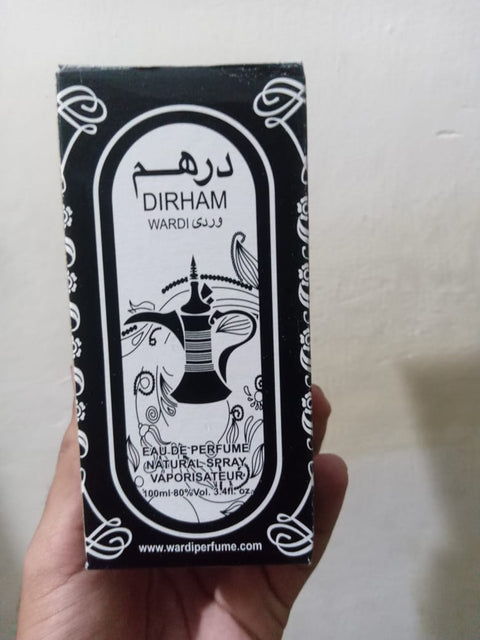 درهم
DIRHAM
WARDI وردى
EAU DE PERFUME
NATURAL SPRAY
VAPORISATEUR
100ml 80%Vol. 3.4fl. oz.
www.wardiperfume.com